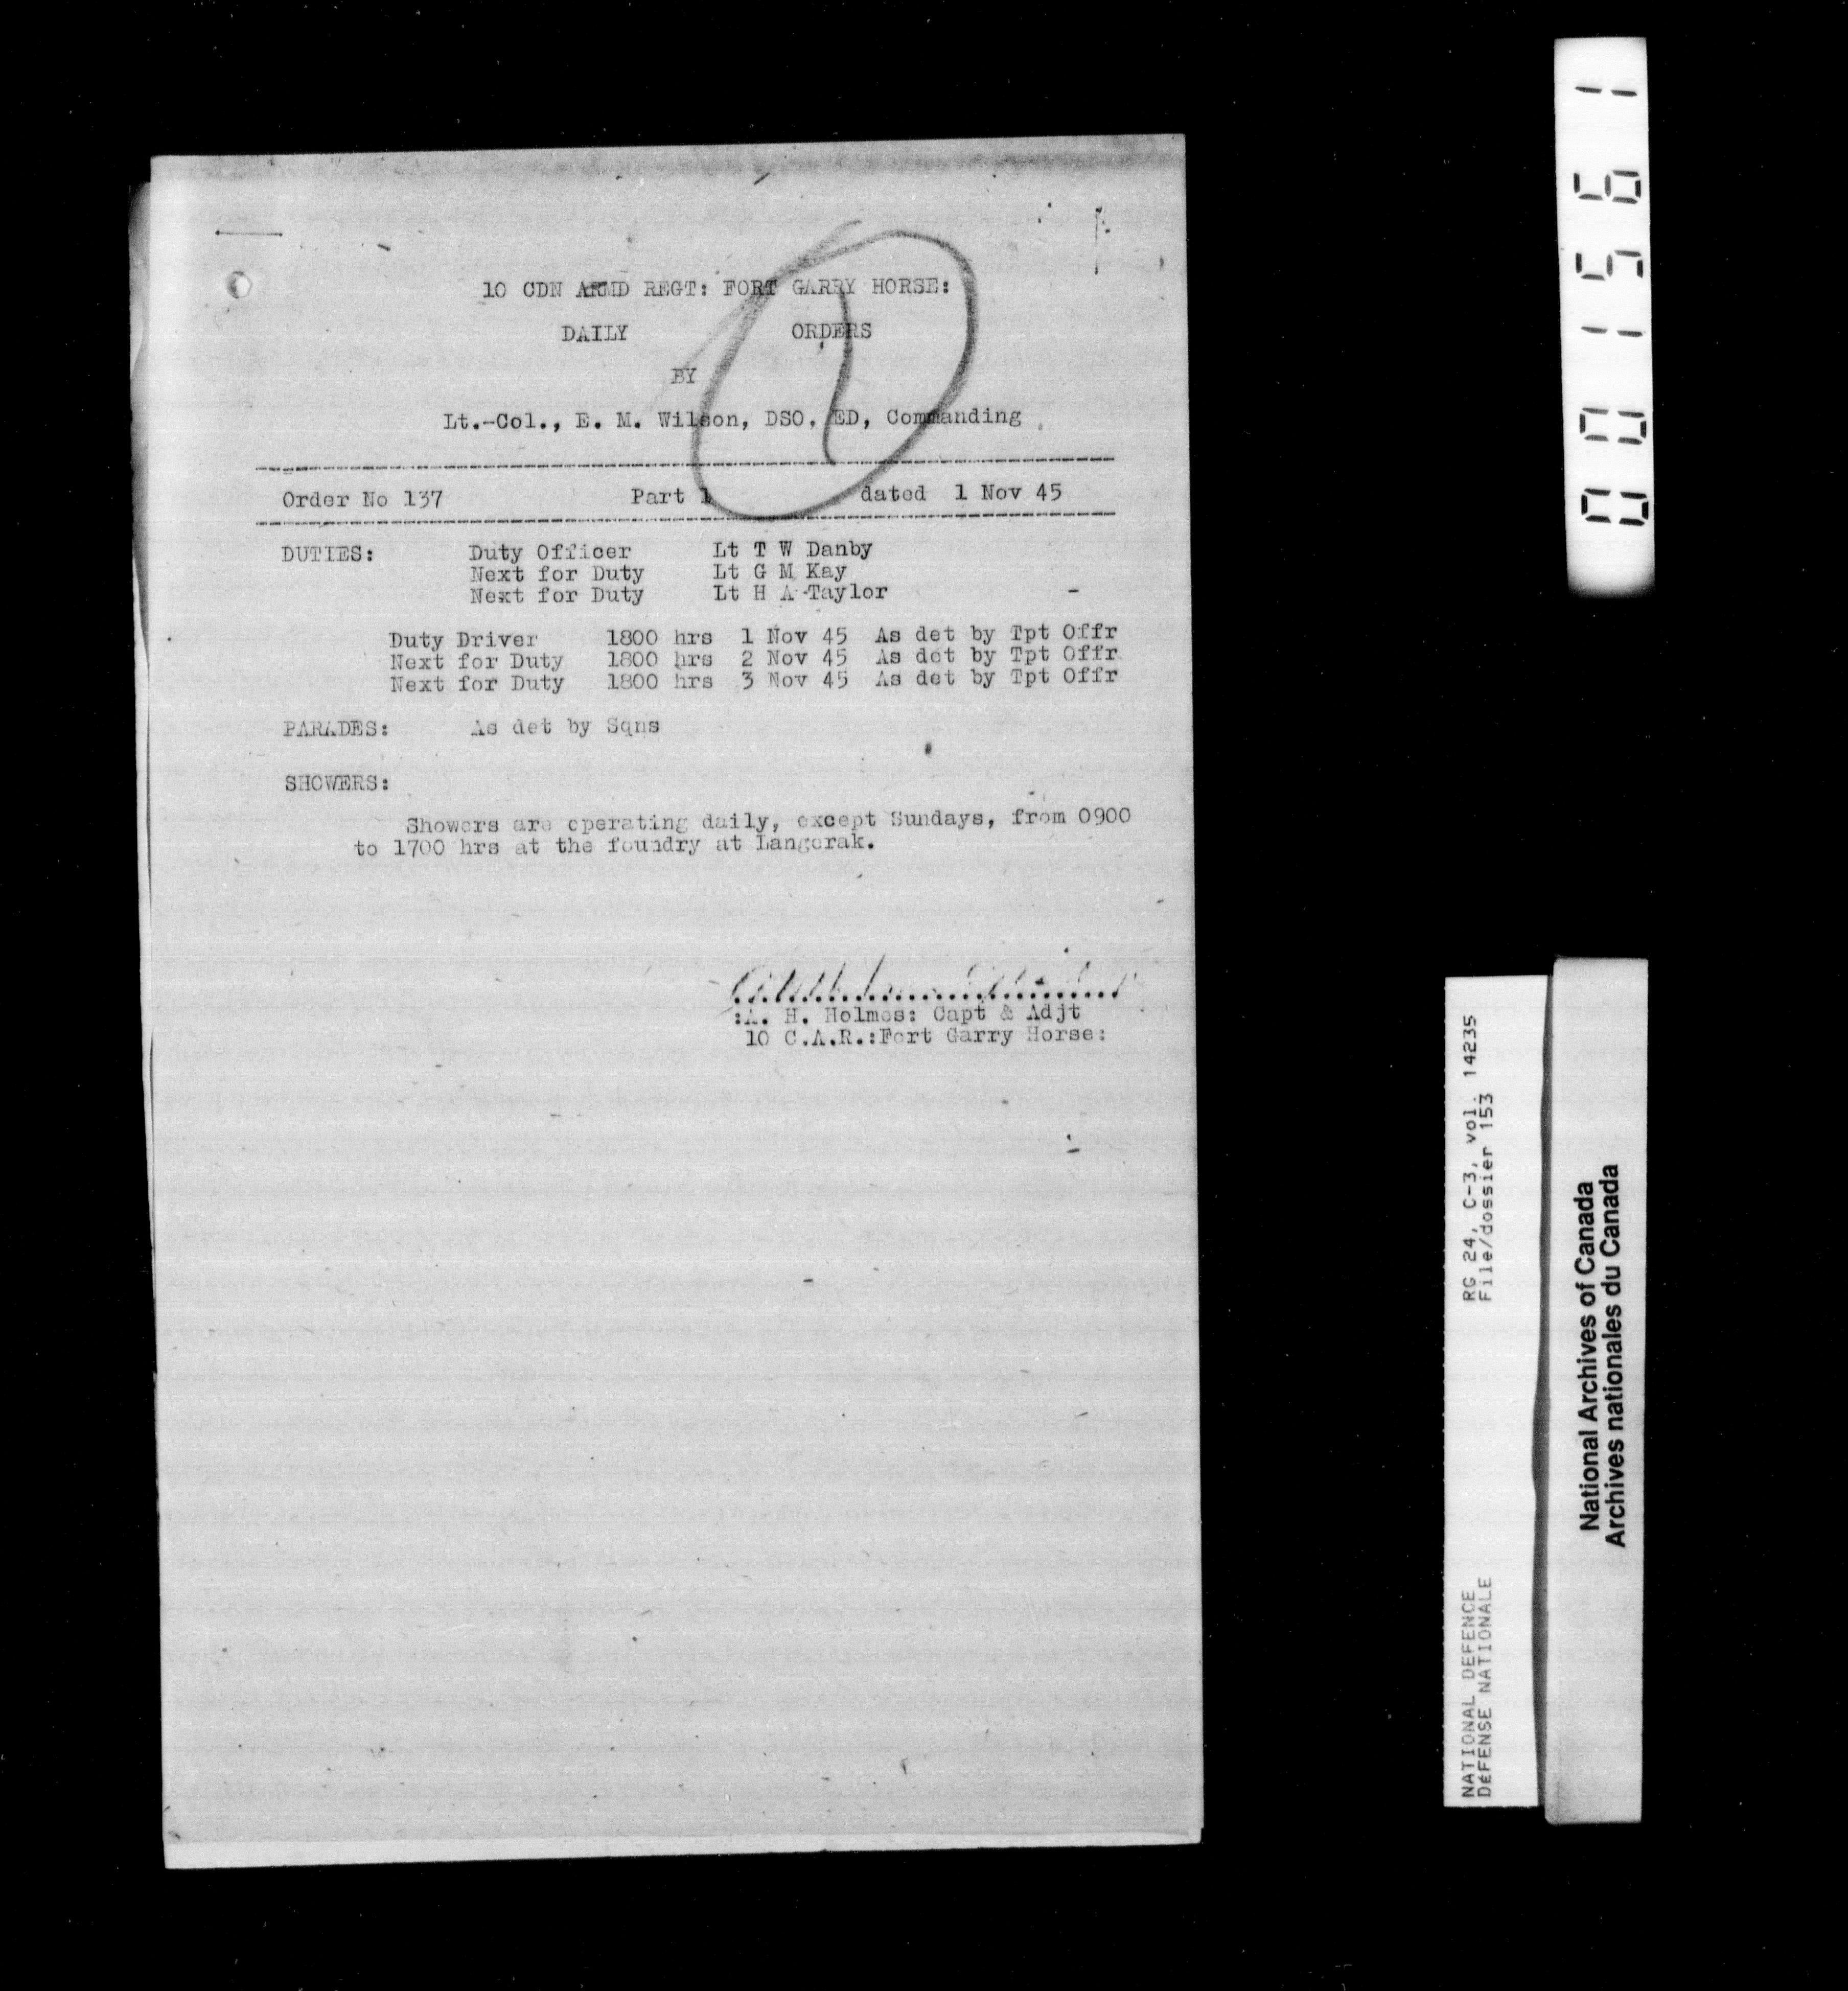 10 CDN ARMD REGT: FORT GARRY HORSE:
DAILY ORDERS
BY
Lt.-Col., E. M. Wilson, DSO, ED, Commanding
1
Order No 137 Part 1 dated 1 Nov 45
DUTIES: Duty Officer Lt T W Danby
Next for Duty Lt G M Kay
Next for Duty Lt H A Taylor
Duty Driver 1800 hrs 1 Nov 45 As det by Tpt Offr
Next for Duty 1800 hrs 2 Nov 45 As det by Tpt Offr
Next for Duty 1800 hrs 3 Nov 45 As det by Tpt Offr
PARADES: As det by Sqns
SHOWERS:
Showers are operating daily, except Sundays, from 0900
to 1700 hrs at the foundry at Langerak.
:A. H. Holmes: Capt & Adjt
10 C.A.R.:Fort Garry Horse:
001561
RG 24, C-3, vol. 14235
File/dossier 153
NATIONAL DEFENCE
DéFENSE NATIONALE
National Archives of Canada
Archives nationales du Canada